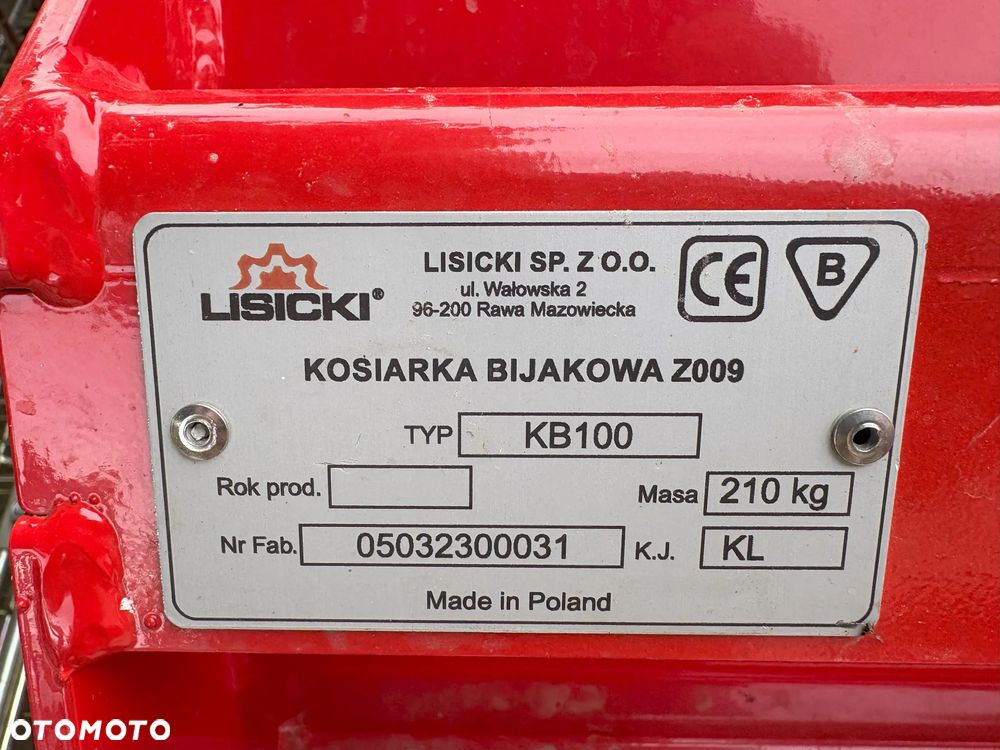 LISICKI®
LISICKI SP. Z O.O.
ul. Wałowska 2
96-200 Rawa Mazowiecka
CE
B
KOSIARKA BIJAKOWA Z009
TYP KB100
Rok prod.
Masa 210 kg
Nr Fab. 05032300031 K.J. KL
Made in Poland
OTOMOTO